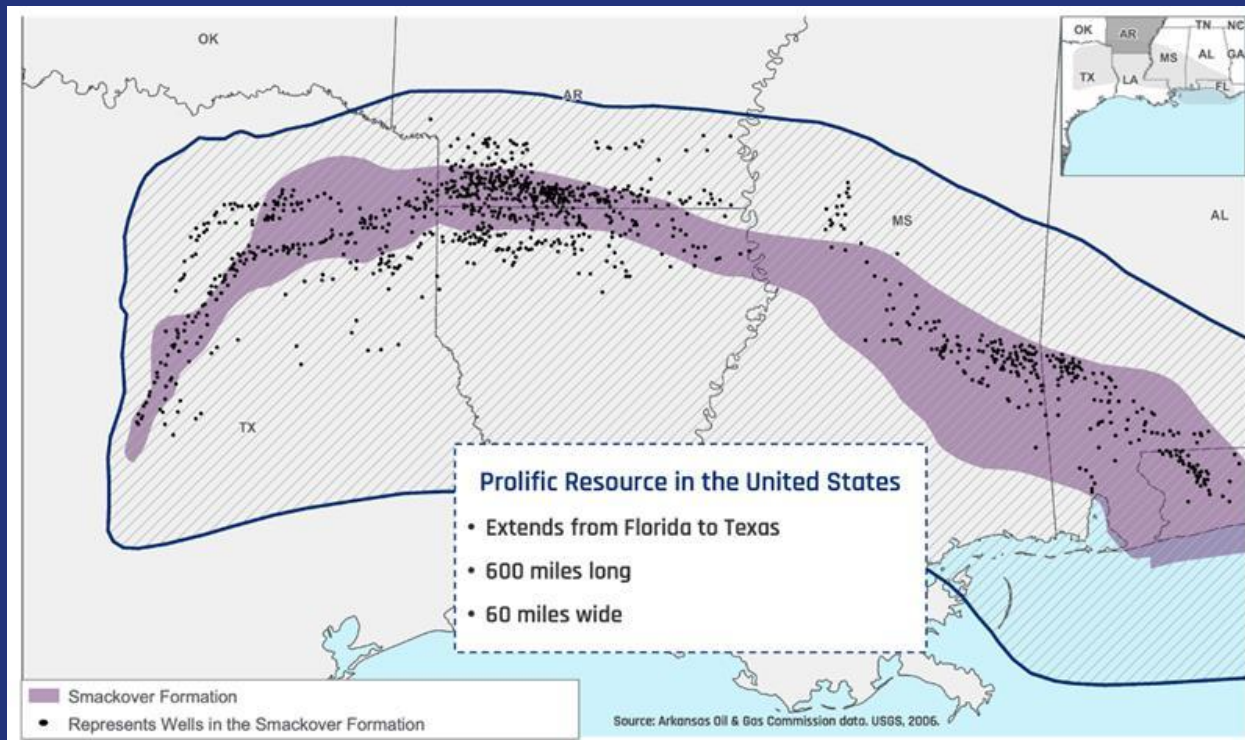 OK
AR
MS
AL
TX
OK
AR
TN
NC
TX
LA
MS
AL
GA
FL
Prolific Resource in the United States
• Extends from Florida to Texas
• 600 miles long
• 60 miles wide
Smackover Formation
Represents Wells in the Smackover Formation
Source: Arkansas Oil & Gas Commission data. USGS, 2006.